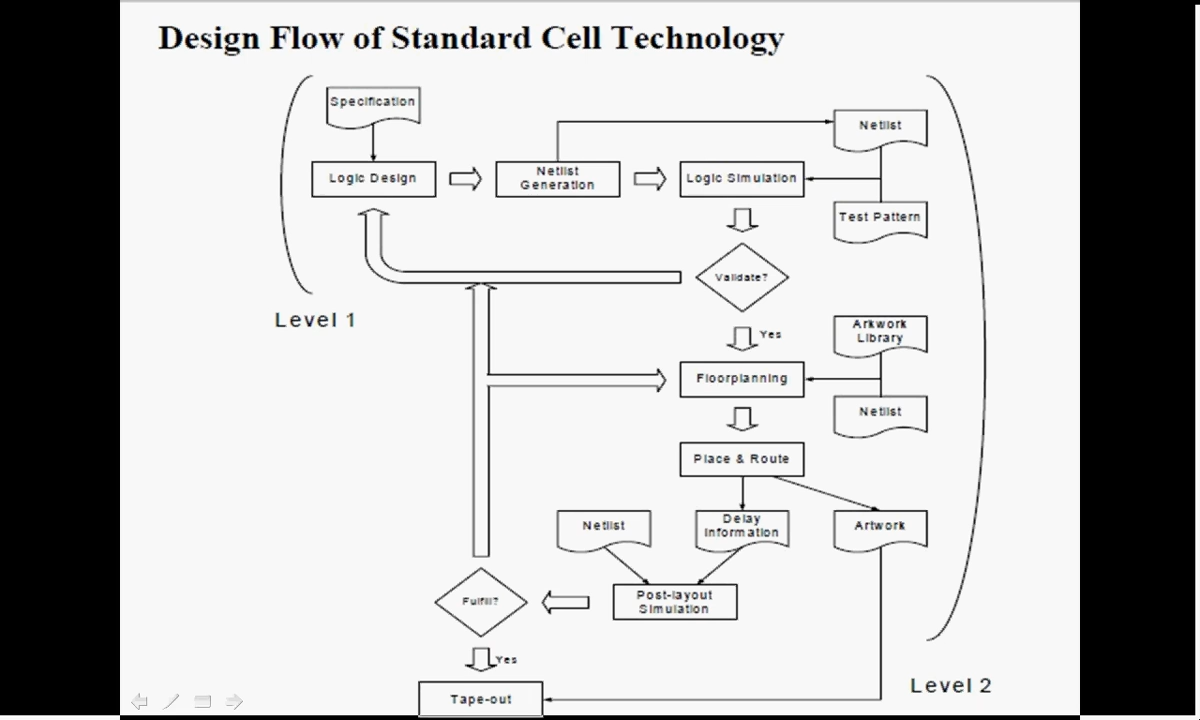 Design Flow of Standard Cell Technology
Specification
Netlist
Logic Design
Netlist
Generation
Logic Simulation
Test Pattern
Validate?
Level 1
Yes
Arkwork
Library
Floorplanning
Netlist
Place & Route
Netlist
Delay
Information
Artwork
Fulfill?
Post-layout
Simulation
Yes
Level 2
Tape-out